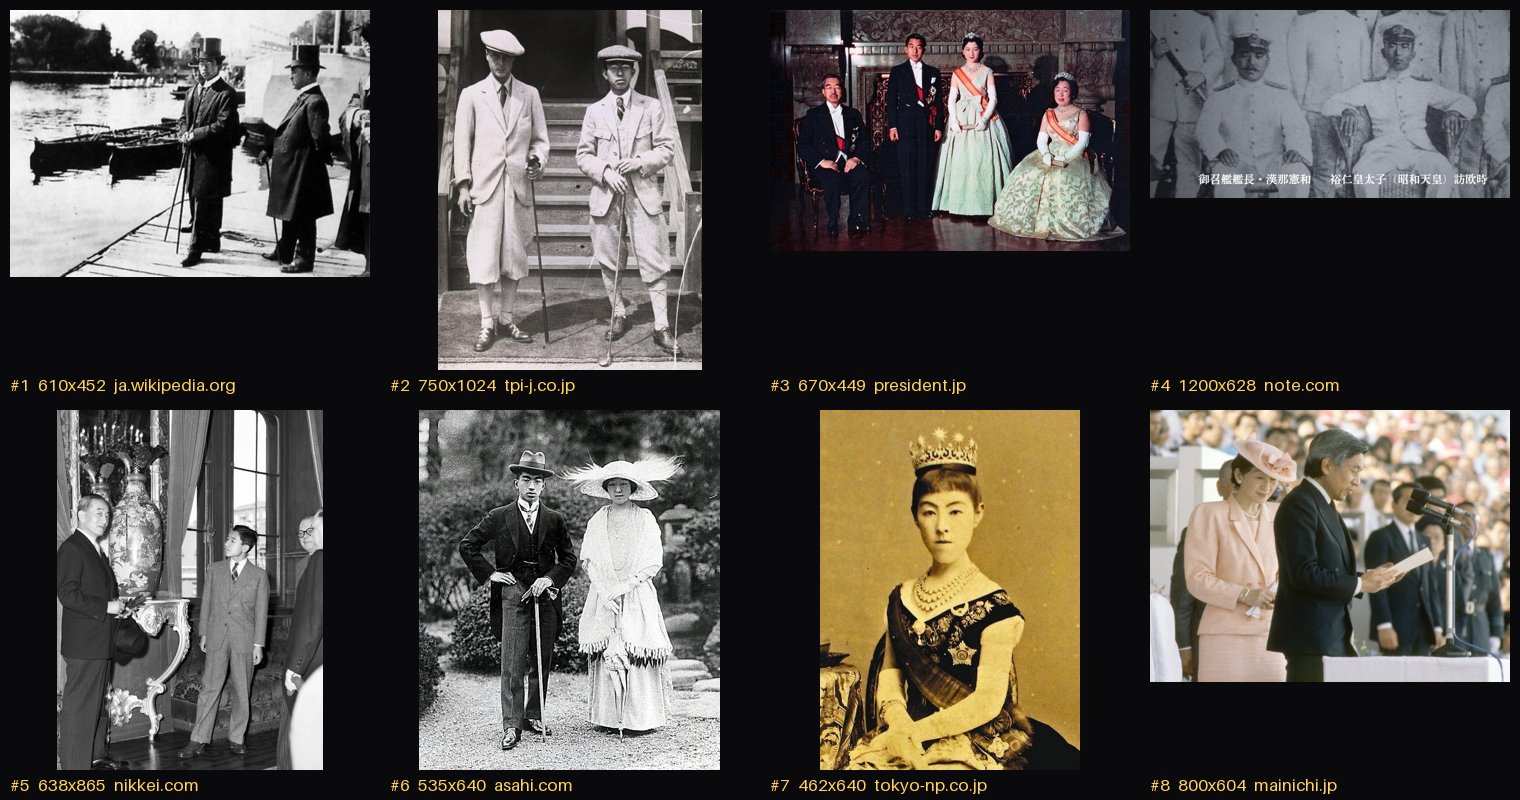 御召艦艦長・漢那憲和 裕仁皇太子（昭和天皇）訪欧時
#1 610x452 ja.wikipedia.org
#2 750x1024 tpi-j.co.jp
#3 670x449 president.jp
#4 1200x628 note.com
#5 638x865 nikkei.com
#6 535x640 asahi.com
#7 462x640 tokyo-np.co.jp
#8 800x604 mainichi.jp